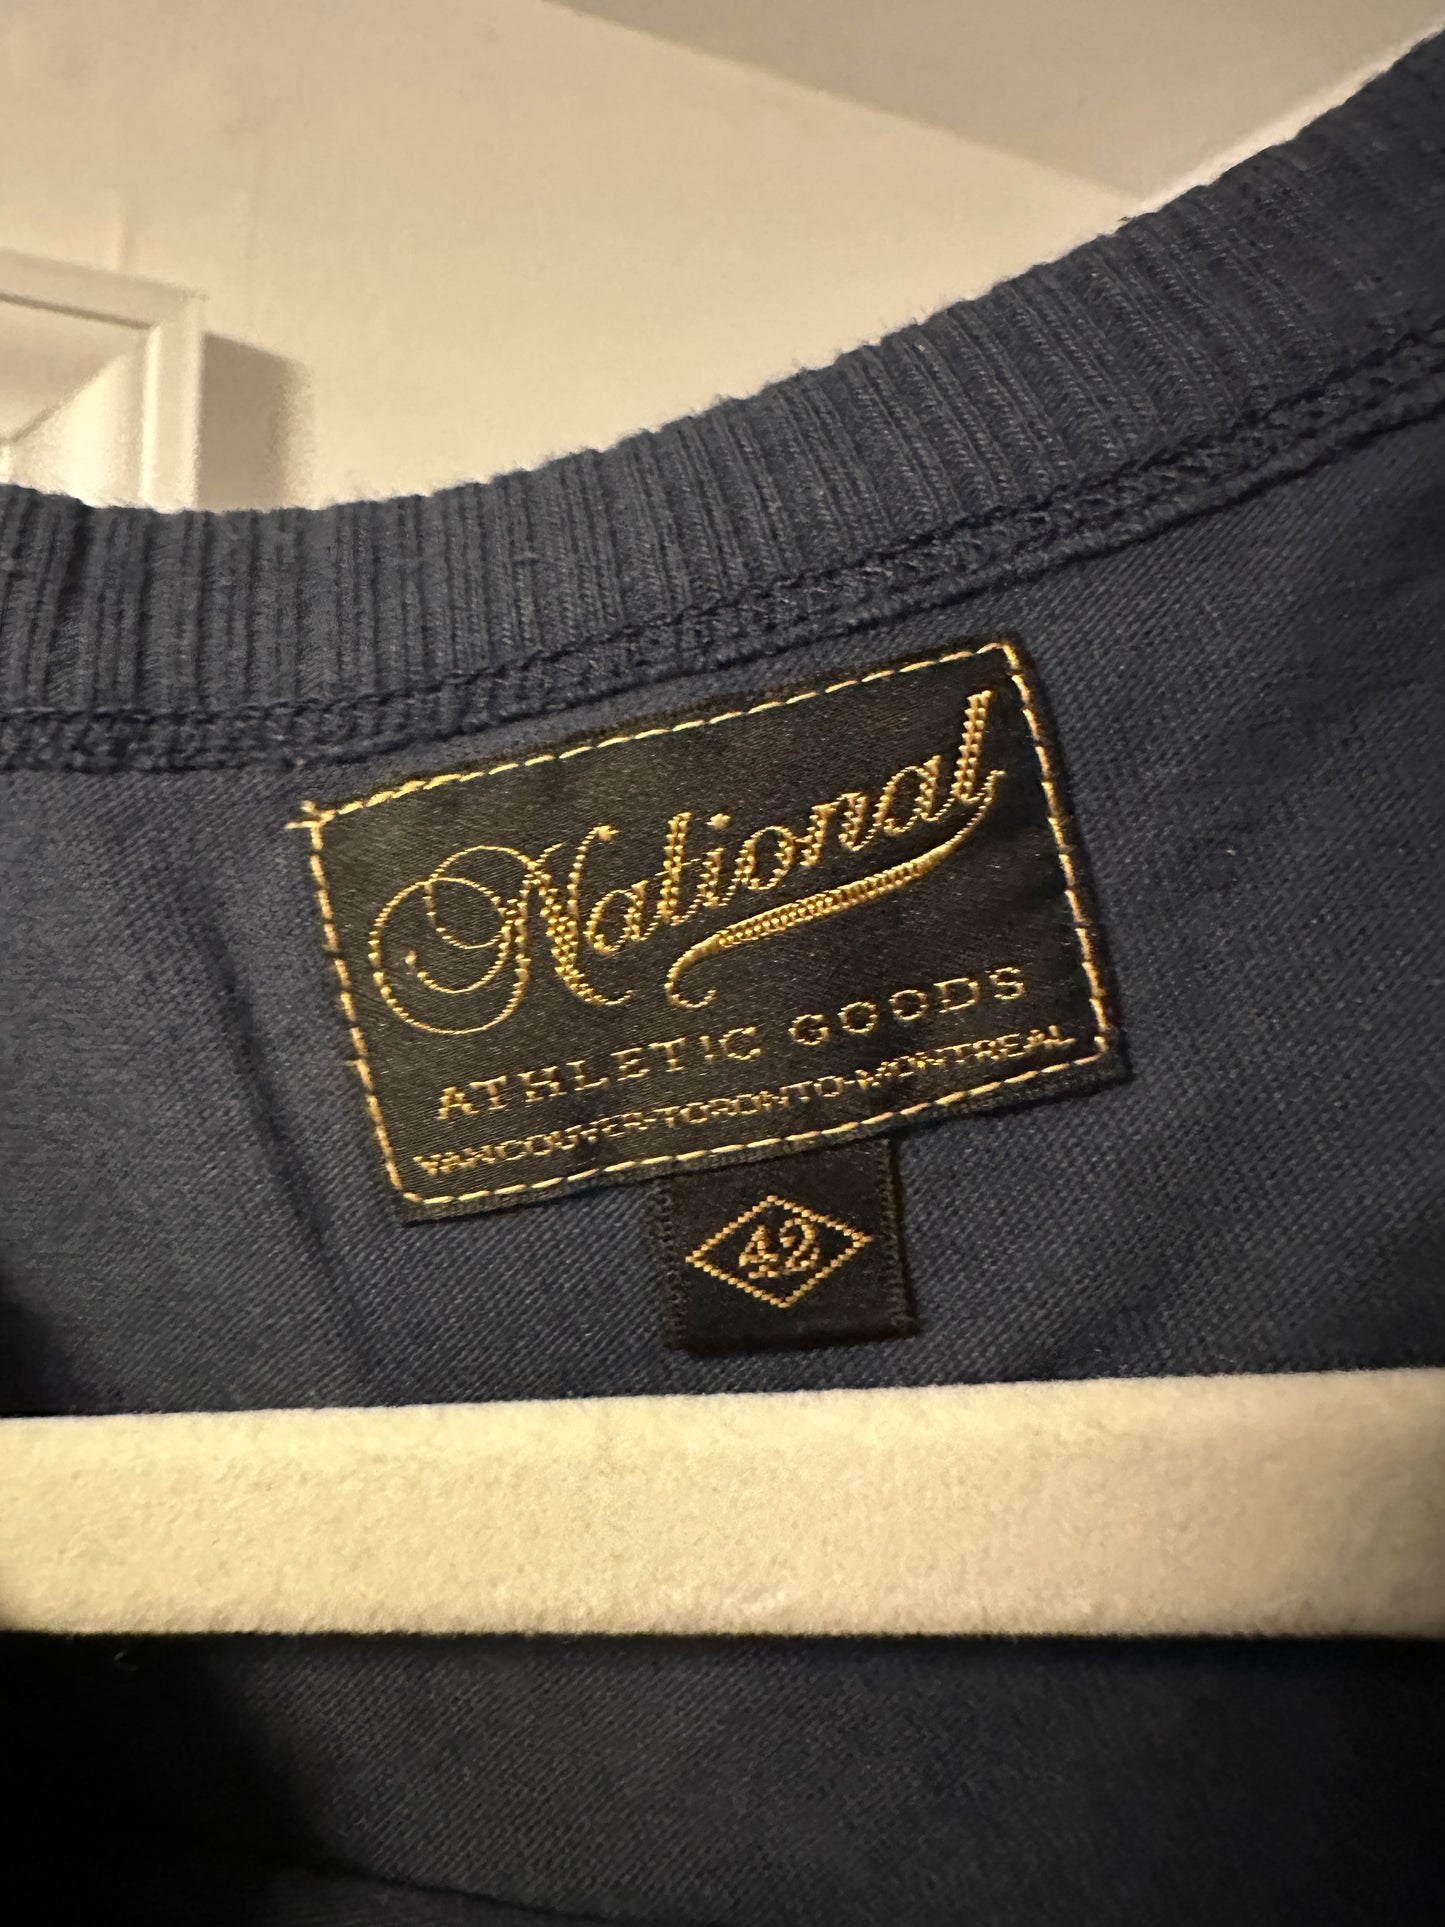 National
ATHLETIC GOODS
VANCOUVER-TORONTO-MONTREAL
42